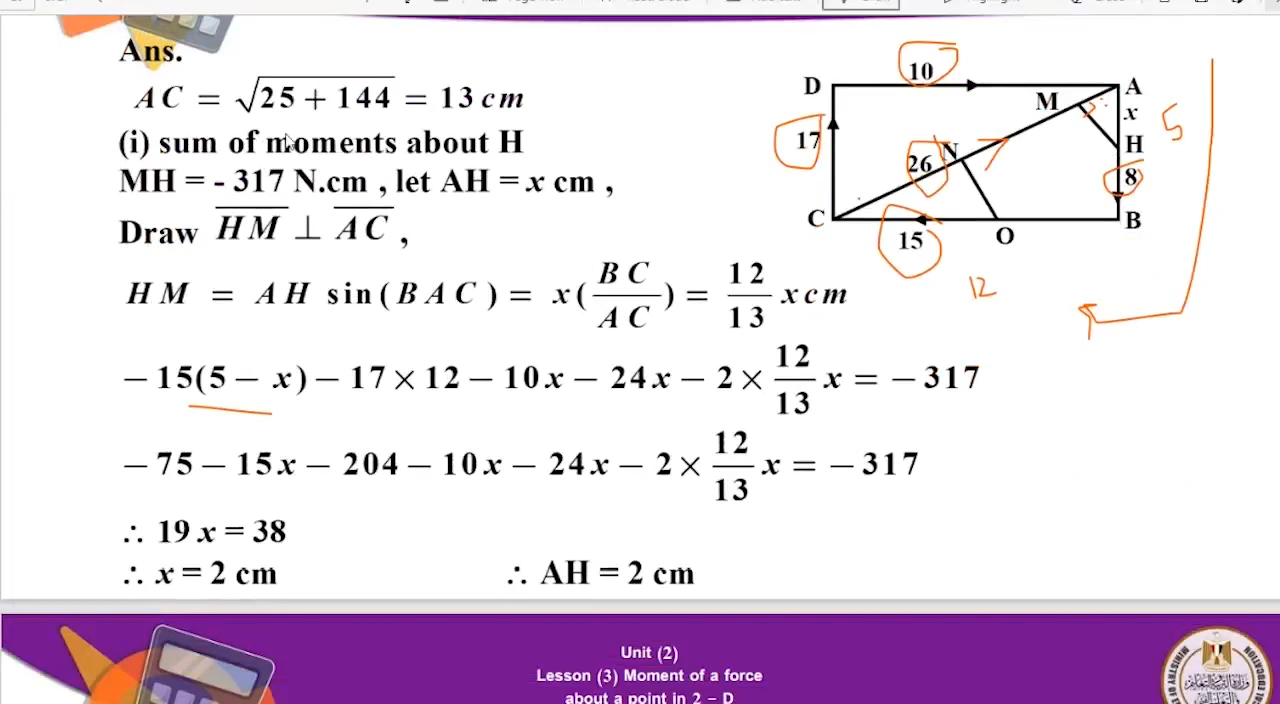 Ans.
AC = √25 + 144 = 13 cm
(i) sum of moments about H
MH = - 317 N.cm , let AH = x cm ,
Draw HM ⊥ AC ,
HM = AH sin(BAC) = x(BC/AC) = 12/13 x cm
− 15(5 − x) − 17 × 12 − 10x − 24x − 2 × 12/13 x = − 317
− 75 − 15x − 204 − 10x − 24x − 2 × 12/13 x = − 317
∴ 19 x = 38
∴ x = 2 cm ∴ AH = 2 cm
D 10 M A
x
17 26 N H 5
8
C 15 O B
12
Unit (2)
Lesson (3) Moment of a force
about a point in 2 – D